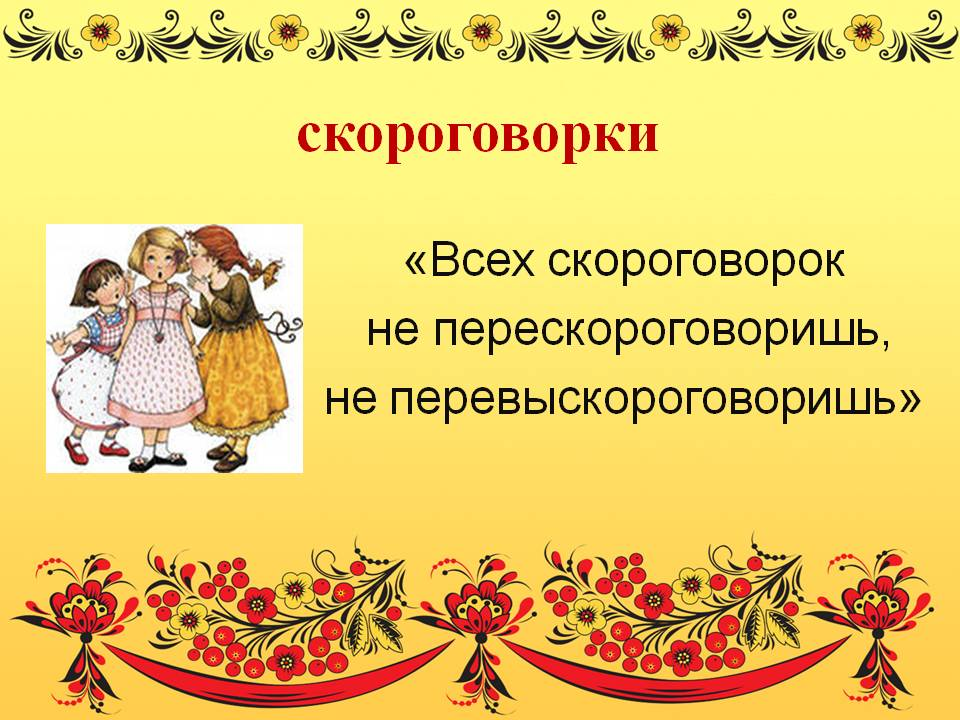 скороговорки
«Всех скороговорок
не перескороговоришь,
не перевыскороговоришь»